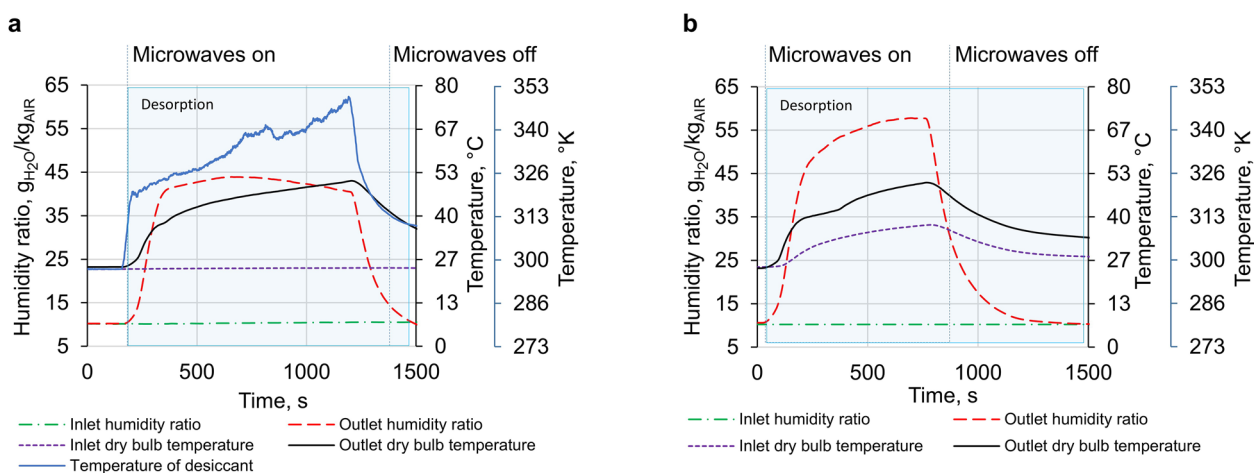 a
Microwaves on
Microwaves off
Desorption
Humidity ratio, gH2O/kgAIR
65
55
45
35
25
15
5
80
67
53
40
27
13
0
Temperature, °C
353
340
326
313
300
286
273
Temperature, °K
0
500
1000
1500
Time, s
Inlet humidity ratio
Outlet humidity ratio
Inlet dry bulb temperature
Outlet dry bulb temperature
Temperature of desiccant
b
Microwaves on
Microwaves off
Desorption
Humidity ratio, gH2O/kgAIR
65
55
45
35
25
15
5
80
67
53
40
27
13
0
Temperature, °C
353
340
326
313
300
286
273
Temperature, °K
0
500
1000
1500
Time, s
Inlet humidity ratio
Outlet humidity ratio
Inlet dry bulb temperature
Outlet dry bulb temperature